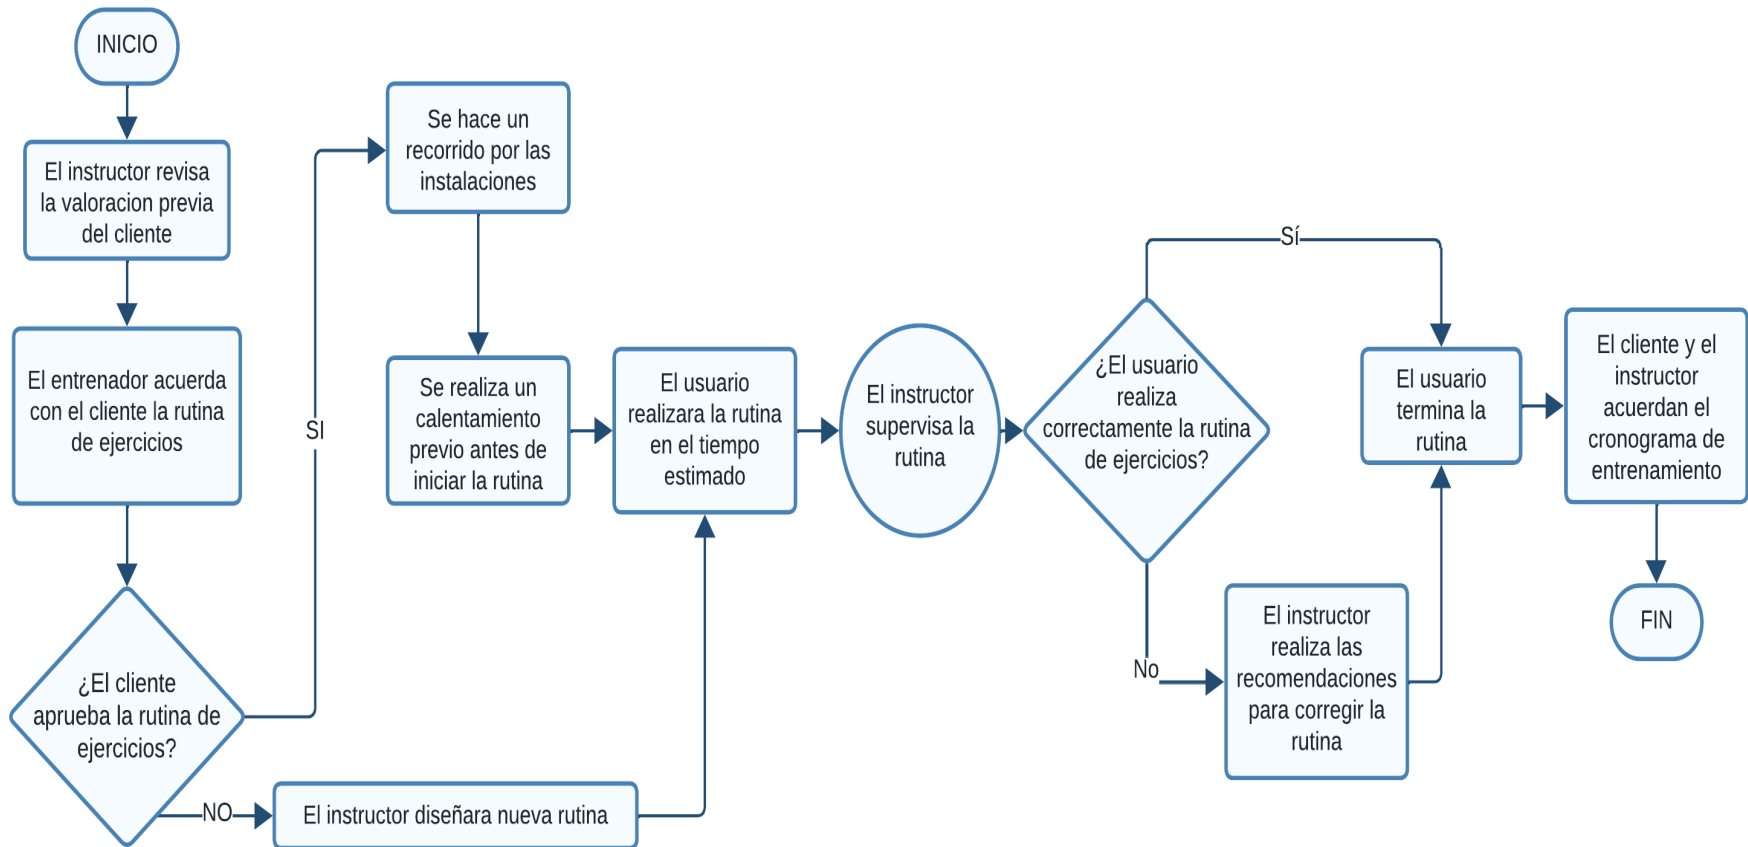 INICIO
El instructor revisa
la valoracion previa
del cliente
El entrenador acuerda
con el cliente la rutina
de ejercicios
¿El cliente
aprueba la rutina de
ejercicios?
SI
NO
El instructor diseñara nueva rutina
Se hace un
recorrido por las
instalaciones
Se realiza un
calentamiento
previo antes de
iniciar la rutina
El usuario
realizara la rutina
en el tiempo
estimado
El instructor
supervisa la
rutina
¿El usuario
realiza
correctamente la rutina
de ejercicios?
Sí
No
El instructor
realiza las
recomendaciones
para corregir la
rutina
El usuario
termina la
rutina
El cliente y el
instructor
acuerdan el
cronograma de
entrenamiento
FIN